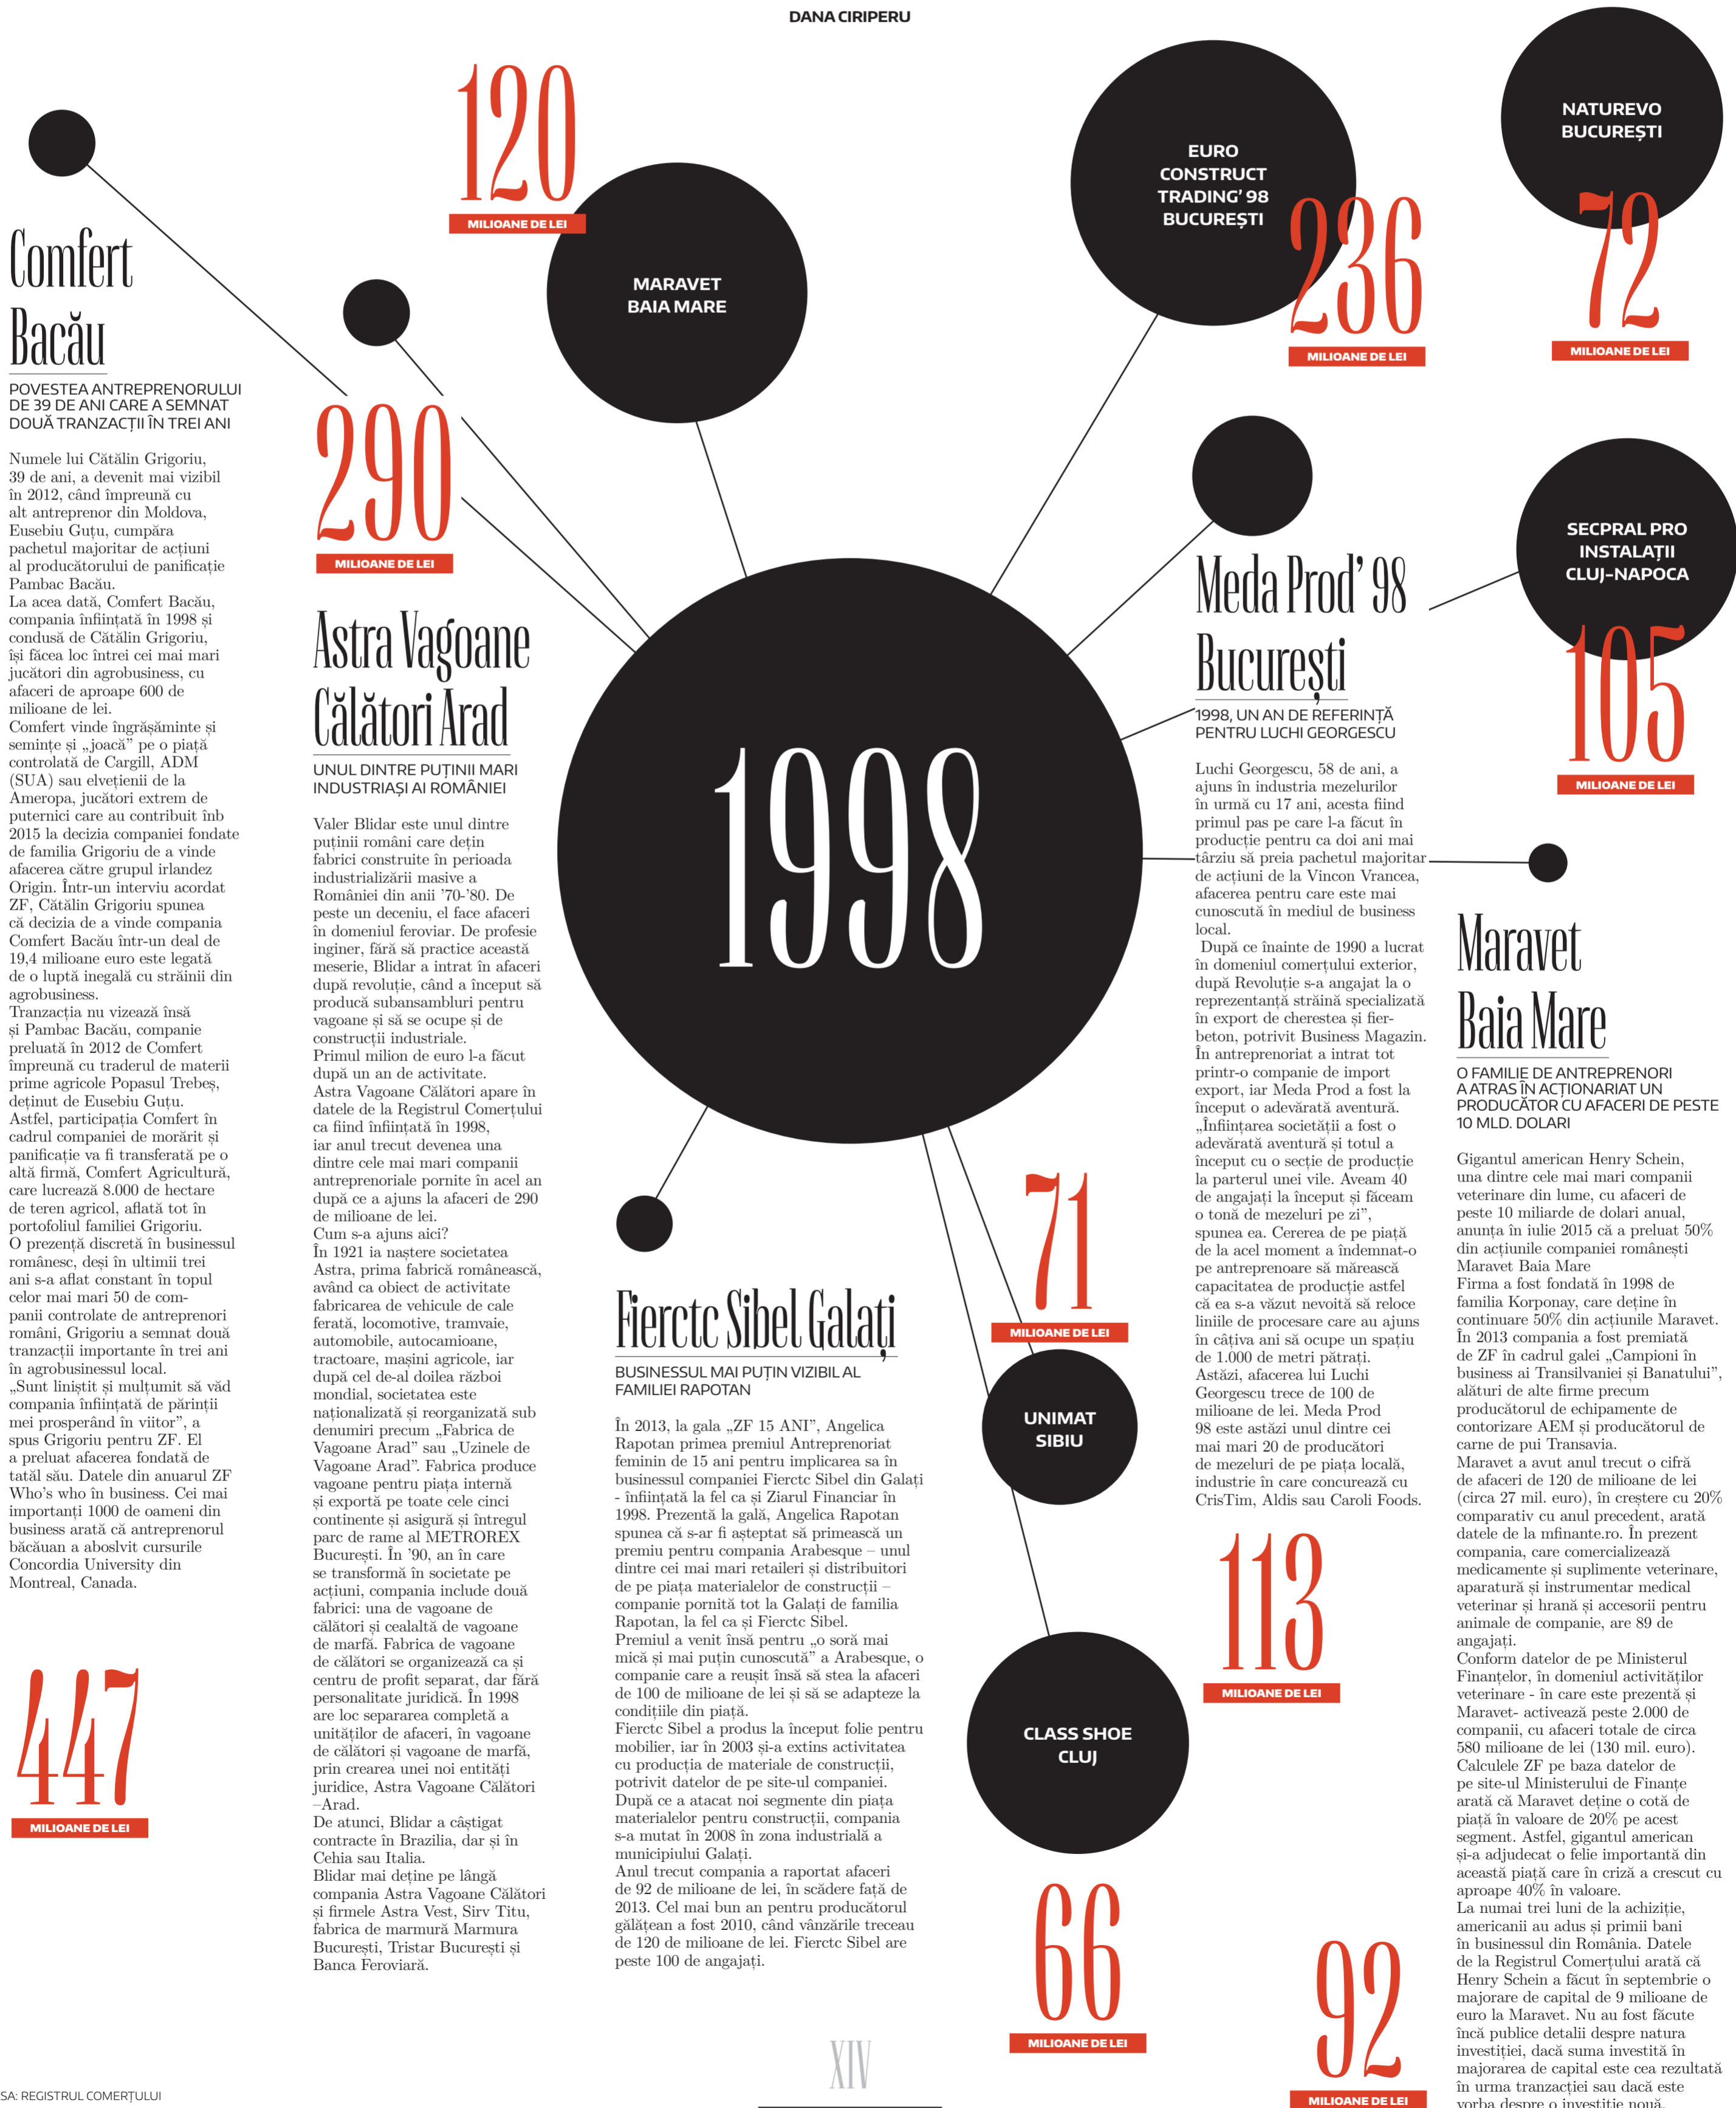 DANA CIRIPERU
120
MILIOANE DE LEI
MARAVET
BAIA MARE
EURO
CONSTRUCT
TRADING’ 98
BUCUREȘTI
236
MILIOANE DE LEI
NATUREVO
BUCUREȘTI
72
MILIOANE DE LEI
SECPRAL PRO
INSTALAȚII
CLUJ-NAPOCA
105
MILIOANE DE LEI
1998
Comfert
Bacău
POVESTEA ANTREPRENORULUI
DE 39 DE ANI CARE A SEMNAT
DOUĂ TRANZACȚII ÎN TREI ANI
Numele lui Cătălin Grigoriu,
39 de ani, a devenit mai vizibil
în 2012, când împreună cu
alt antreprenor din Moldova,
Eusebiu Guțu, cumpăra
pachetul majoritar de acțiuni
al producătorului de panificație
Pambac Bacău.
La acea dată, Comfert Bacău,
compania înființată în 1998 și
condusă de Cătălin Grigoriu,
își făcea loc întrei cei mai mari
jucători din agrobusiness, cu
afaceri de aproape 600 de
milioane de lei.
Comfert vinde îngrășăminte și
semințe și „joacă” pe o piață
controlată de Cargill, ADM
(SUA) sau elvețienii de la
Ameropa, jucători extrem de
puternici care au contribuit înb
2015 la decizia companiei fondate
de familia Grigoriu de a vinde
afacerea către grupul irlandez
Origin. Într-un interviu acordat
ZF, Cătălin Grigoriu spunea
că decizia de a vinde compania
Comfert Bacău într-un deal de
19,4 milioane euro este legată
de o luptă inegală cu străinii din
agrobusiness.
Tranzacția nu vizează însă
și Pambac Bacău, companie
preluată în 2012 de Comfert
împreună cu traderul de materii
prime agricole Popasul Trebeș,
deținut de Eusebiu Guțu.
Astfel, participația Comfert în
cadrul companiei de morărit și
panificație va fi transferată pe o
altă firmă, Comfert Agricultură,
care lucrează 8.000 de hectare
de teren agricol, aflată tot în
portofoliul familiei Grigoriu.
O prezență discretă în businessul
românesc, deși în ultimii trei
ani s-a aflat constant în topul
celor mai mari 50 de com-
panii controlate de antreprenori
români, Grigoriu a semnat două
tranzacții importante în trei ani
în agrobusinessul local.
„Sunt liniștit și mulțumit să văd
compania înființată de părinții
mei prosperând în viitor”, a
spus Grigoriu pentru ZF. El
a preluat afacerea fondată de
tatăl său. Datele din anuarul ZF
Who’s who în business. Cei mai
importanți 1000 de oameni din
business arată că antreprenorul
băcăuan a aboslvit cursurile
Concordia University din
Montreal, Canada.
447
MILIOANE DE LEI
290
MILIOANE DE LEI
Astra Vagoane
Călători Arad
UNUL DINTRE PUȚINII MARI
INDUSTRIAȘI AI ROMÂNIEI
Valer Blidar este unul dintre
puținii români care dețin
fabrici construite în perioada
industrializării masive a
României din anii ’70-’80. De
peste un deceniu, el face afaceri
în domeniul feroviar. De profesie
inginer, fără să practice această
meserie, Blidar a intrat în afaceri
după revoluție, când a început să
producă subansambluri pentru
vagoane și să se ocupe și de
construcții industriale.
Primul milion de euro l-a făcut
după un an de activitate.
Astra Vagoane Călători apare în
datele de la Registrul Comerțului
ca fiind înființată în 1998,
iar anul trecut devenea una
dintre cele mai mari companii
antreprenoriale pornite în acel an
după ce a ajuns la afaceri de 290
de milioane de lei.
Cum s-a ajuns aici?
În 1921 ia naștere societatea
Astra, prima fabrică românească,
având ca obiect de activitate
fabricarea de vehicule de cale
ferată, locomotive, tramvaie,
automobile, autocamioane,
tractoare, mașini agricole, iar
după cel de-al doilea război
mondial, societatea este
naționalizată și reorganizată sub
denumiri precum „Fabrica de
Vagoane Arad” sau „Uzinele de
Vagoane Arad”. Fabrica produce
vagoane pentru piața internă
și exportă pe toate cele cinci
continente și asigură și întregul
parc de rame al METROREX
București. În ’90, an în care
se transformă în societate pe
acțiuni, compania include două
fabrici: una de vagoane de
călători și cealaltă de vagoane
de marfă. Fabrica de vagoane
de călători se organizează ca și
centru de profit separat, dar fără
personalitate juridică. În 1998
are loc separarea completă a
unităților de afaceri, în vagoane
de călători și vagoane de marfă,
prin crearea unei noi entități
juridice, Astra Vagoane Călători
–Arad.
De atunci, Blidar a câștigat
contracte în Brazilia, dar și în
Cehia sau Italia.
Blidar mai deține pe lângă
compania Astra Vagoane Călători
și firmele Astra Vest, Sirv Titu,
fabrica de marmură Marmura
București, Tristar București și
Banca Feroviară.
Fierctc Sibel Galați
BUSINESSUL MAI PUȚIN VIZIBIL AL
FAMILIEI RAPOTAN
În 2013, la gala „ZF 15 ANI”, Angelica
Rapotan primea premiul Antreprenoriat
feminin de 15 ani pentru implicarea sa în
businessul companiei Fierctc Sibel din Galați
- înființată la fel ca și Ziarul Financiar în
1998. Prezentă la gală, Angelica Rapotan
spunea că s-ar fi așteptat să primească un
premiu pentru compania Arabesque – unul
dintre cei mai mari retaileri și distribuitori
de pe piața materialelor de construcții –
companie pornită tot la Galați de familia
Rapotan, la fel ca și Fierctc Sibel.
Premiul a venit însă pentru „o soră mai
mică și mai puțin cunoscută” a Arabesque, o
companie care a reușit însă să stea la afaceri
de 100 de milioane de lei și să se adapteze la
condițiile din piață.
Fierctc Sibel a produs la început folie pentru
mobilier, iar în 2003 și-a extins activitatea
cu producția de materiale de construcții,
potrivit datelor de pe site-ul companiei.
După ce a atacat noi segmente din piața
materialelor pentru construcții, compania
s-a mutat în 2008 în zona industrială a
municipiului Galați.
Anul trecut compania a raportat afaceri
de 92 de milioane de lei, în scădere față de
2013. Cel mai bun an pentru producătorul
gălățean a fost 2010, când vânzările treceau
de 120 de milioane de lei. Fierctc Sibel are
peste 100 de angajați.
71
MILIOANE DE LEI
UNIMAT
SIBIU
CLASS SHOE
CLUJ
66
MILIOANE DE LEI
Meda Prod’ 98
București
1998, UN AN DE REFERINȚĂ
PENTRU LUCHI GEORGESCU
Luchi Georgescu, 58 de ani, a
ajuns în industria mezelurilor
în urmă cu 17 ani, acesta fiind
primul pas pe care l-a făcut în
producție pentru ca doi ani mai
târziu să preia pachetul majoritar
de acțiuni de la Vincon Vrancea,
afacerea pentru care este mai
cunoscută în mediul de business
local.
După ce înainte de 1990 a lucrat
în domeniul comerțului exterior,
după Revoluție s-a angajat la o
reprezentanță străină specializată
în export de cherestea și fier-
beton, potrivit Business Magazin.
În antreprenoriat a intrat tot
printr-o companie de import
export, iar Meda Prod a fost la
început o adevărată aventură.
„Înființarea societății a fost o
adevărată aventură și totul a
început cu o secție de producție
la parterul unei vile. Aveam 40
de angajați la început și făceam
o tonă de mezeluri pe zi”,
spunea ea. Cererea de pe piață
de la acel moment a îndemnat-o
pe antreprenoare să mărească
capacitatea de producție astfel
că ea s-a văzut nevoită să reloce
liniile de procesare care au ajuns
în câțiva ani să ocupe un spațiu
de 1.000 de metri pătrați.
Astăzi, afacerea lui Luchi
Georgescu trece de 100 de
milioane de lei. Meda Prod
98 este astăzi unul dintre cei
mai mari 20 de producători
de mezeluri de pe piața locală,
industrie în care concurează cu
CrisTim, Aldis sau Caroli Foods.
113
MILIOANE DE LEI
92
MILIOANE DE LEI
Maravet
Baia Mare
O FAMILIE DE ANTREPRENORI
A ATRAS ÎN ACȚIONARIAT UN
PRODUCĂTOR CU AFACERI DE PESTE
10 MLD. DOLARI
Gigantul american Henry Schein,
una dintre cele mai mari companii
veterinare din lume, cu afaceri de
peste 10 miliarde de dolari anual,
anunța în iulie 2015 că a preluat 50%
din acțiunile companiei românești
Maravet Baia Mare
Firma a fost fondată în 1998 de
familia Korponay, care deține în
continuare 50% din acțiunile Maravet.
În 2013 compania a fost premiată
de ZF în cadrul galei „Campioni în
business ai Transilvaniei și Banatului”,
alături de alte firme precum
producătorul de echipamente de
contorizare AEM și producătorul de
carne de pui Transavia.
Maravet a avut anul trecut o cifră
de afaceri de 120 de milioane de lei
(circa 27 mil. euro), în creștere cu 20%
comparativ cu anul precedent, arată
datele de la mfinante.ro. În prezent
compania, care comercializează
medicamente și suplimente veterinare,
aparatură și instrumentar medical
veterinar și hrană și accesorii pentru
animale de companie, are 89 de
angajați.
Conform datelor de pe Ministerul
Finanțelor, în domeniul activităților
veterinare - în care este prezentă și
Maravet- activează peste 2.000 de
companii, cu afaceri totale de circa
580 milioane de lei (130 mil. euro).
Calculele ZF pe baza datelor de
pe site-ul Ministerului de Finanțe
arată că Maravet deține o cotă de
piață în valoare de 20% pe acest
segment. Astfel, gigantul american
și-a adjudecat o felie importantă din
această piață care în criză a crescut cu
aproape 40% în valoare.
La numai trei luni de la achiziție,
americanii au adus și primii bani
în businessul din România. Datele
de la Registrul Comerțului arată că
Henry Schein a făcut în septembrie o
majorare de capital de 9 milioane de
euro la Maravet. Nu au fost făcute
încă publice detalii despre natura
investiției, dacă suma investită în
majorarea de capital este cea rezultată
în urma tranzacției sau dacă este
vorba despre o investiție nouă.
XIV
SA: REGISTRUL COMERȚULUI